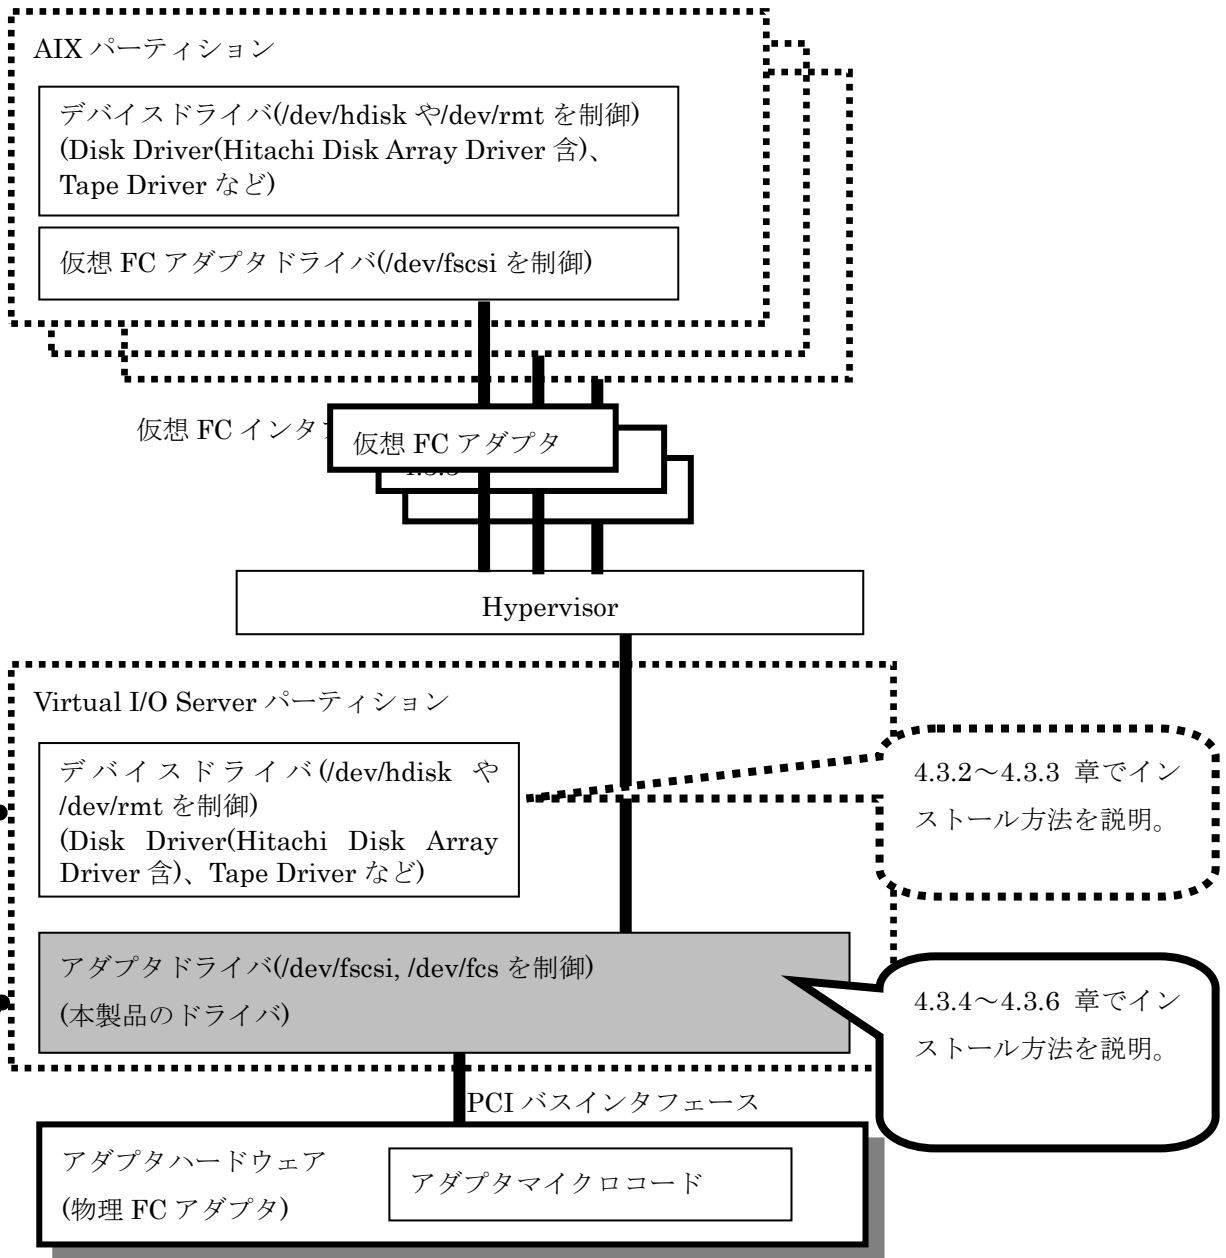 AIX パーティション
デバイスドライバ(/dev/hdisk や/dev/rmt を制御)
(Disk Driver(Hitachi Disk Array Driver 含)、
Tape Driver など)
仮想 FC アダプタドライバ(/dev/fscsi を制御)
仮想 FC インタ
仮想 FC アダプタ
Hypervisor
Virtual I/O Server パーティション
デバイスドライバ(/dev/hdisk や
/dev/rmt を制御)
(Disk Driver(Hitachi Disk Array
Driver 含)、Tape Driver など)
4.3.2~4.3.3 章でイン
ストール方法を説明。
アダプタドライバ(/dev/fscsi, /dev/fcs を制御)
(本製品のドライバ)
4.3.4~4.3.6 章でイン
ストール方法を説明。
PCI バスインタフェース
アダプタハードウェア
(物理 FC アダプタ)
アダプタマイクロコード